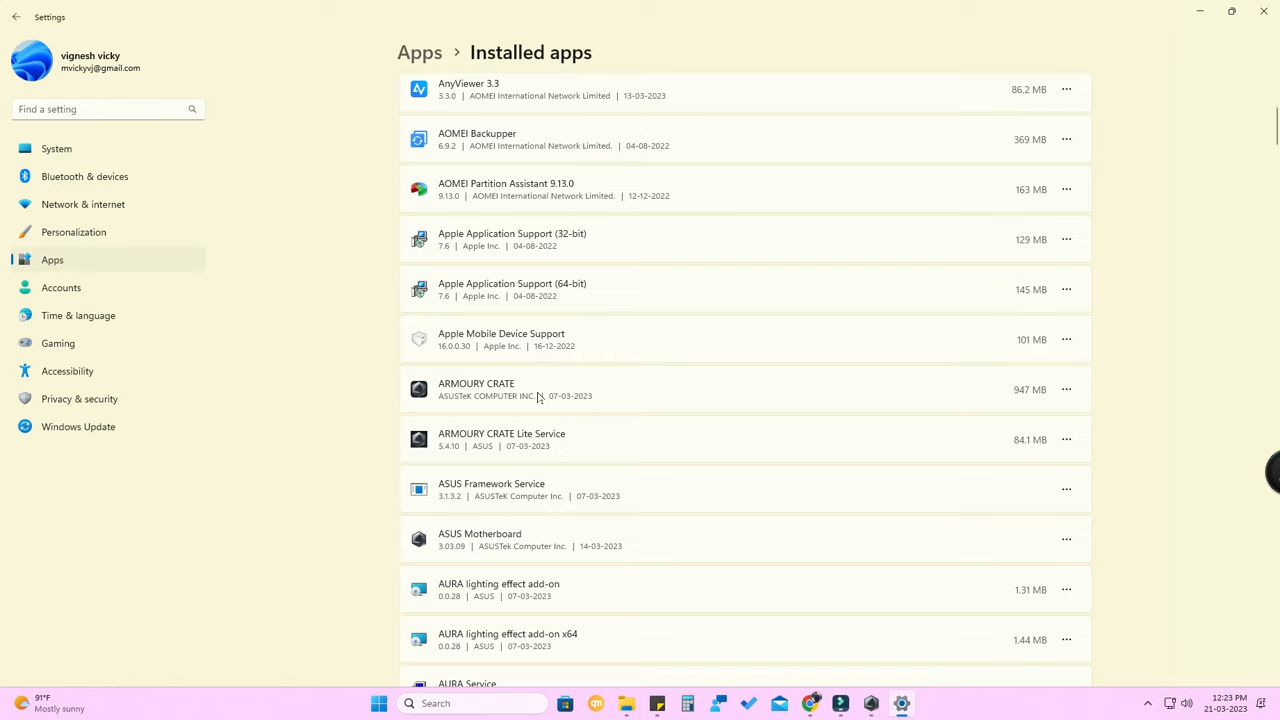 Settings
vignesh vicky
mvickyvj@gmail.com
Find a setting
System
Bluetooth & devices
Network & internet
Personalization
Apps
Accounts
Time & language
Gaming
Accessibility
Privacy & security
Windows Update
Apps > Installed apps
AnyViewer 3.3
3.3.0 | AOMEI International Network Limited | 13-03-2023
86.2 MB
AOMEI Backupper
6.9.2 | AOMEI International Network Limited. | 04-08-2022
369 MB
AOMEI Partition Assistant 9.13.0
9.13.0 | AOMEI International Network Limited. | 12-12-2022
163 MB
Apple Application Support (32-bit)
7.6 | Apple Inc. | 04-08-2022
129 MB
Apple Application Support (64-bit)
7.6 | Apple Inc. | 04-08-2022
145 MB
Apple Mobile Device Support
16.0.0.30 | Apple Inc. | 16-12-2022
101 MB
ARMOURY CRATE
ASUSTeK COMPUTER INC. | 07-03-2023
947 MB
ARMOURY CRATE Lite Service
5.4.10 | ASUS | 07-03-2023
84.1 MB
ASUS Framework Service
3.1.3.2 | ASUSTeK Computer Inc. | 07-03-2023
ASUS Motherboard
3.03.09 | ASUSTek Computer Inc. | 14-03-2023
AURA lighting effect add-on
0.0.28 | ASUS | 07-03-2023
1.31 MB
AURA lighting effect add-on x64
0.0.28 | ASUS | 07-03-2023
1.44 MB
AURA Service
91°F
Mostly sunny
Search
12:23 PM
21-03-2023